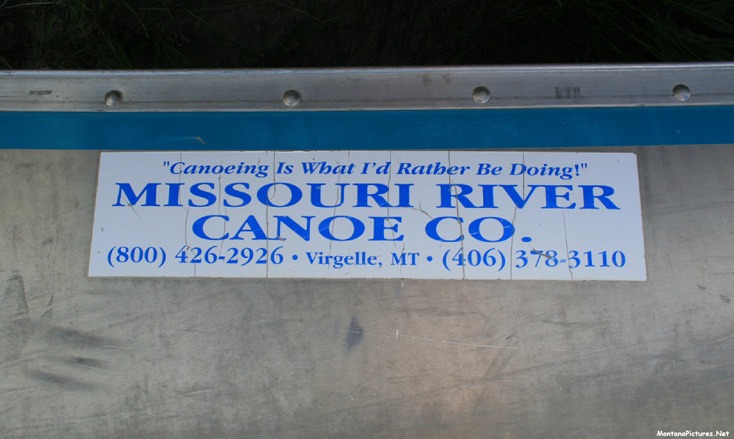 "Canoeing Is What I'd Rather Be Doing!"
MISSOURI RIVER
CANOE CO.
(800) 426-2926 • Virgelle, MT • (406) 378-3110
MontanaPictures.Net